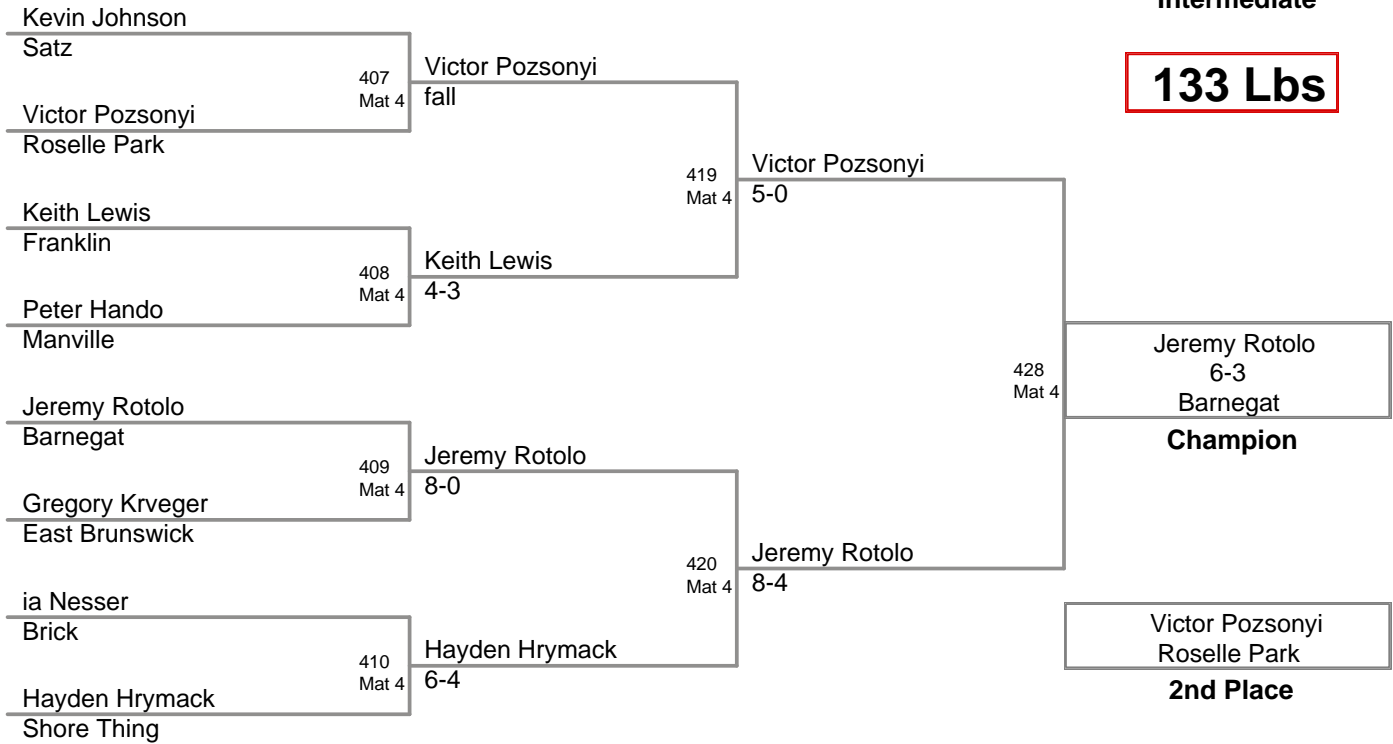 Intermediate
133 Lbs
Kevin Johnson
Satz
407
Mat 4
Victor Pozsonyi
Roselle Park
Victor Pozsonyi
fall
Keith Lewis
Franklin
408
Mat 4
Peter Hando
Manville
Keith Lewis
4-3
419
Mat 4
Victor Pozsonyi
5-0
Jeremy Rotolo
Barnegat
409
Mat 4
Gregory Krveger
East Brunswick
Jeremy Rotolo
8-0
ia Nesser
Brick
410
Mat 4
Hayden Hrymack
Shore Thing
Hayden Hrymack
6-4
420
Mat 4
Jeremy Rotolo
8-4
428
Mat 4
Jeremy Rotolo
6-3
Barnegat
Champion
Victor Pozsonyi
Roselle Park
2nd Place